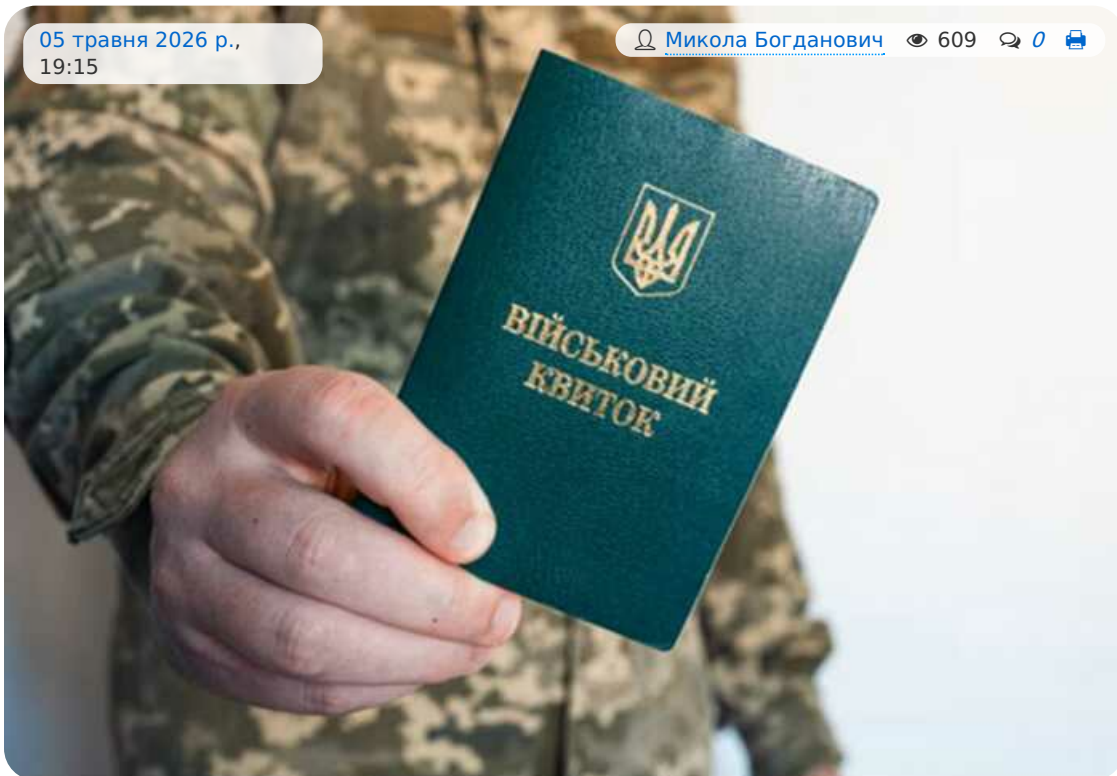 05 травня 2026 р.,
19:15
Микола Богданович 609 0
ВІЙСЬКОВИЙ
КВИТОК